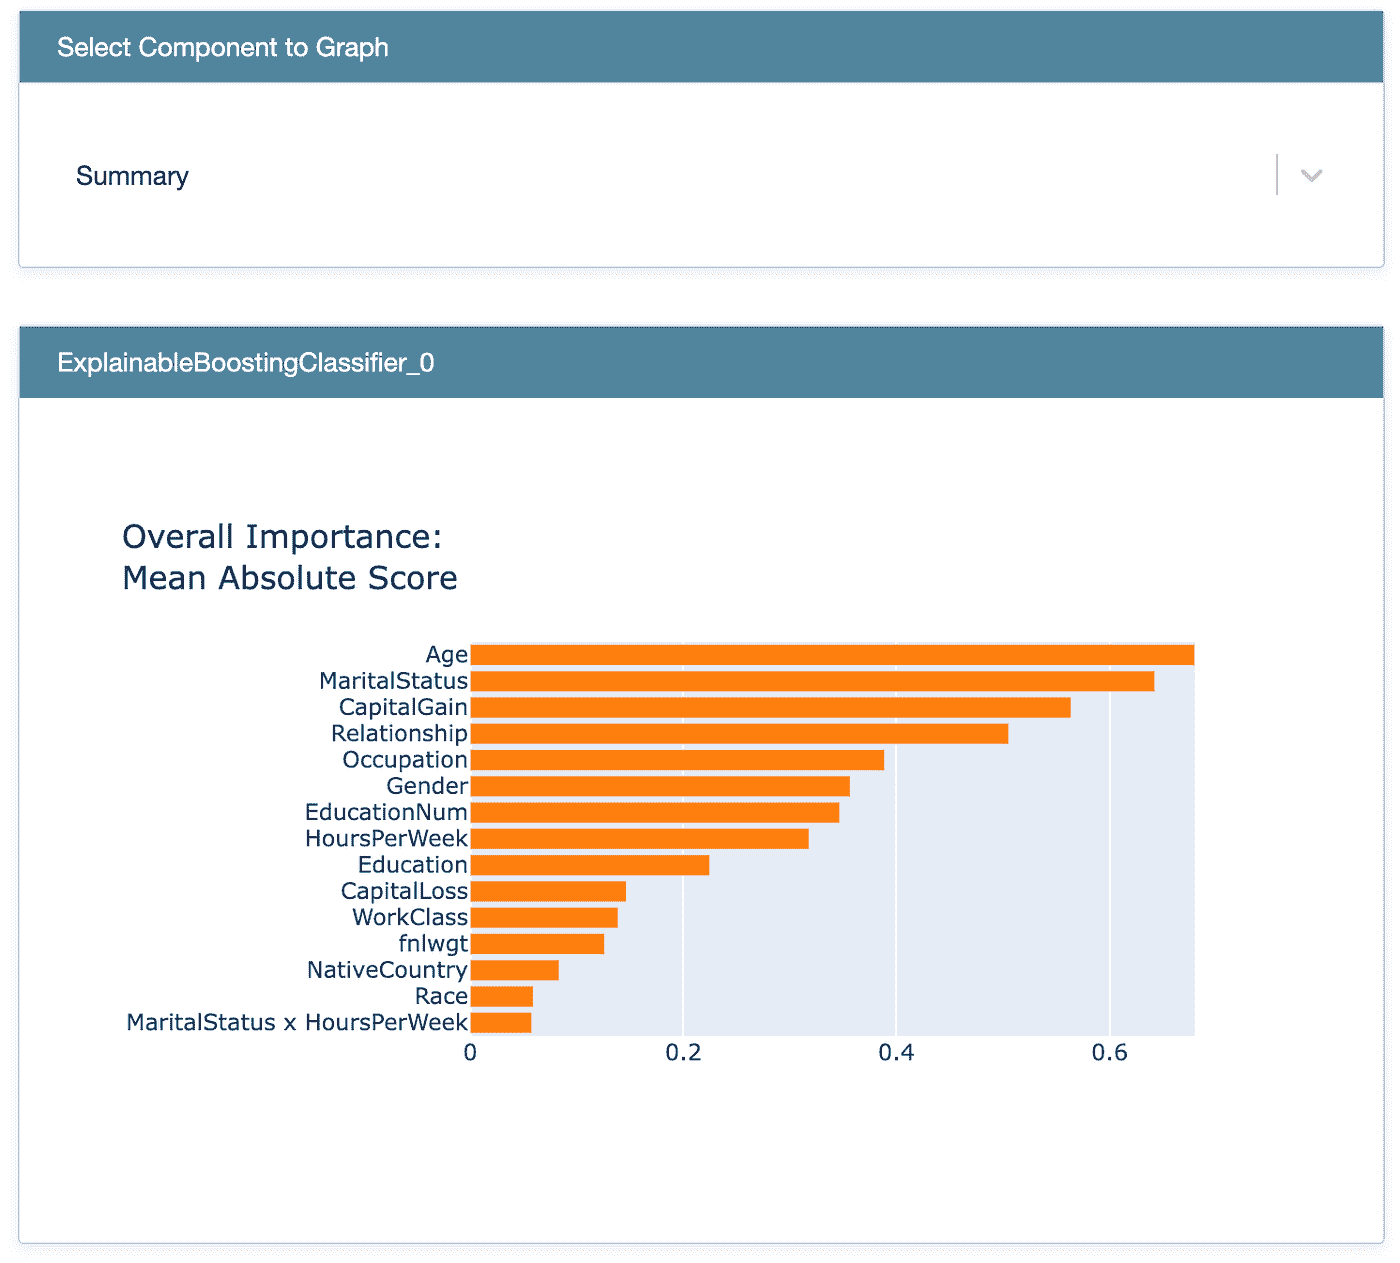 Select Component to Graph
Summary
ExplainableBoostingClassifier_0
Overall Importance:
Mean Absolute Score
Age
MaritalStatus
CapitalGain
Relationship
Occupation
Gender
EducationNum
HoursPerWeek
Education
CapitalLoss
WorkClass
fnlwgt
NativeCountry
Race
MaritalStatus x HoursPerWeek
0 0.2 0.4 0.6